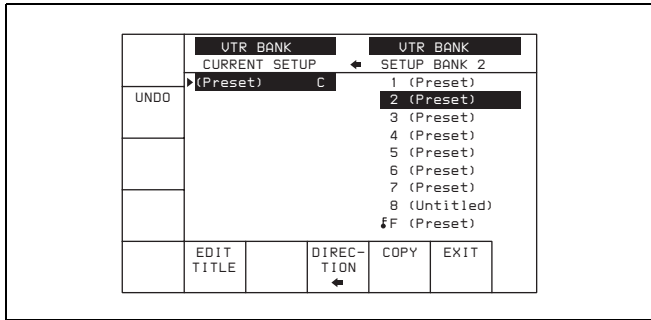 VTR BANK VTR BANK
CURRENT SETUP ← SETUP BANK 2
(Preset) C 1 (Preset)
UNDO 2 (Preset)
3 (Preset)
4 (Preset)
5 (Preset)
6 (Preset)
7 (Preset)
8 (Untitled)
F (Preset)
EDIT DIREC- COPY EXIT
TITLE TION
←